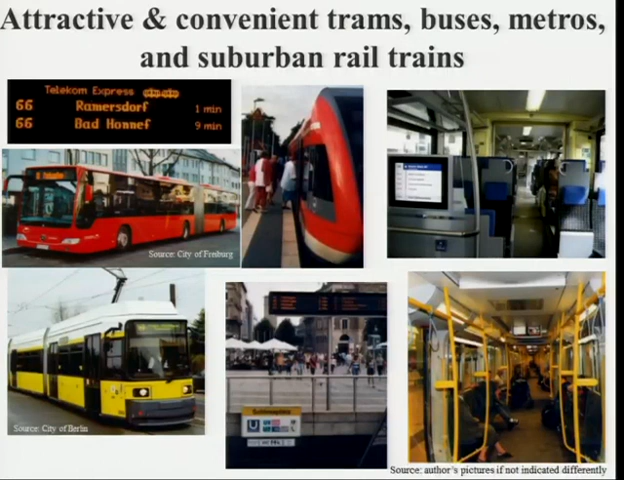 Attractive & convenient trams, buses, metros,
and suburban rail trains
Telekom Express
66 Ramersdorf 1 min
66 Bad Honnef 9 min
Source: City of Freiburg
Source: City of Berlin
Source: author's pictures if not indicated differently